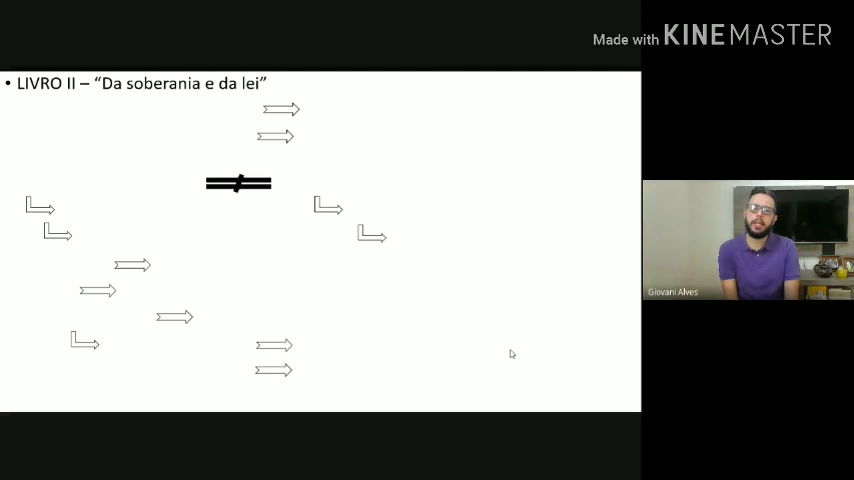 Made with KINEMASTER
• LIVRO II – “Da soberania e da lei”
Giovani Alves